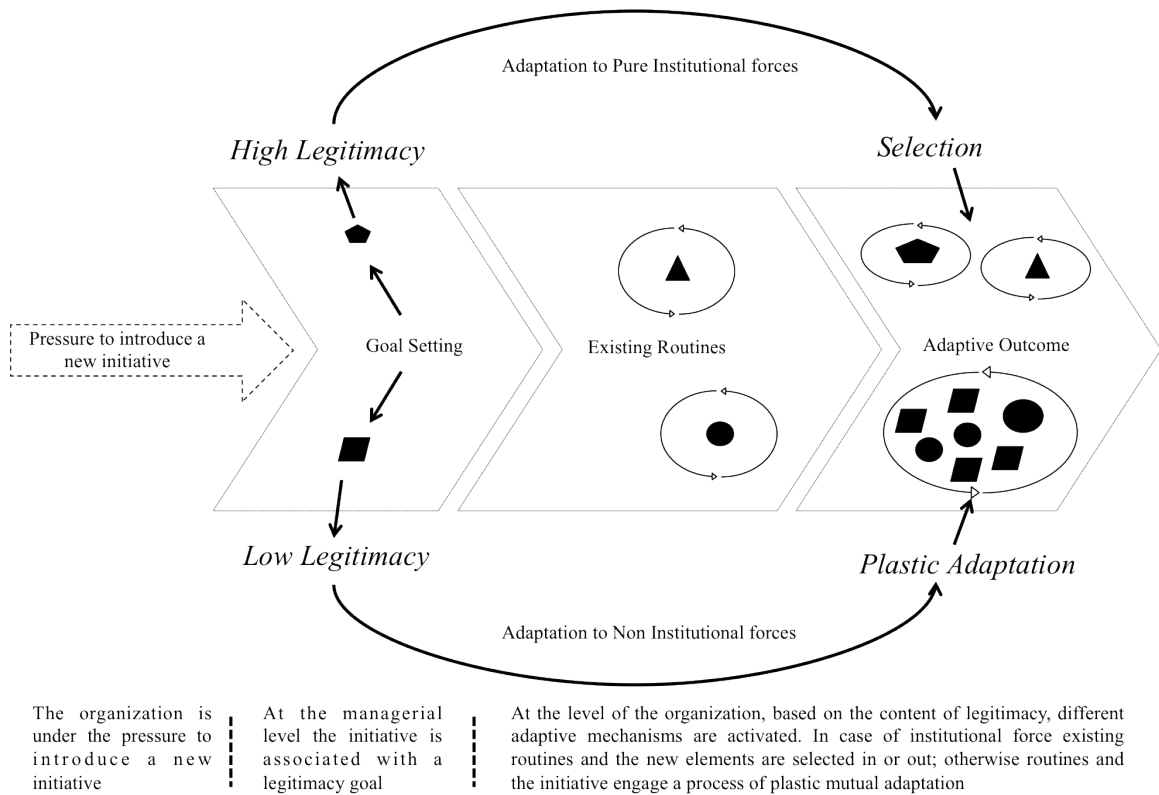 Adaptation to Pure Institutional forces
High Legitimacy
Selection
Pressure to introduce a
new initiative
Goal Setting
Existing Routines
Adaptive Outcome
Low Legitimacy
Plastic Adaptation
Adaptation to Non Institutional forces
The organization is
under the pressure to
introduce a new
initiative
At the managerial
level the initiative is
associated with a
legitimacy goal
At the level of the organization, based on the content of legitimacy, different
adaptive mechanisms are activated. In case of institutional force existing
routines and the new elements are selected in or out; otherwise routines and
the initiative engage a process of plastic mutual adaptation